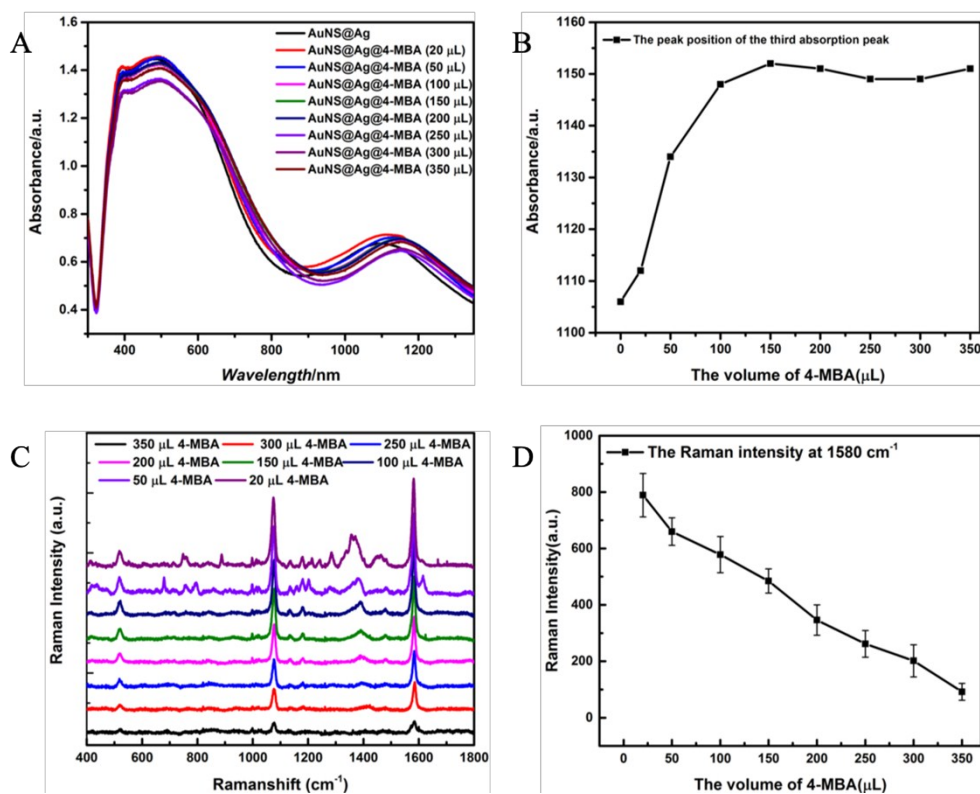 A
1.6
1.4
1.2
1.0
0.8
0.6
0.4
Absorbance/a.u.
AuNS@Ag
AuNS@Ag@4-MBA (20 μL)
AuNS@Ag@4-MBA (50 μL)
AuNS@Ag@4-MBA (100 μL)
AuNS@Ag@4-MBA (150 μL)
AuNS@Ag@4-MBA (200 μL)
AuNS@Ag@4-MBA (250 μL)
AuNS@Ag@4-MBA (300 μL)
AuNS@Ag@4-MBA (350 μL)
400 600 800 1000 1200
Wavelength/nm
B
1160
1150
1140
1130
1120
1110
1100
Absorbance/a.u.
The peak position of the third absorption peak
0 50 100 150 200 250 300 350
The volume of 4-MBA(μL)
C
Raman Intensity (a.u.)
350 μL 4-MBA 300 μL 4-MBA 250 μL 4-MBA
200 μL 4-MBA 150 μL 4-MBA 100 μL 4-MBA
50 μL 4-MBA 20 μL 4-MBA
400 600 800 1000 1200 1400 1600 1800
Ramanshift (cm⁻¹)
D
1000
800
600
400
200
0
Raman Intensity(a.u.)
The Raman intensity at 1580 cm⁻¹
0 50 100 150 200 250 300 350
The volume of 4-MBA(μL)